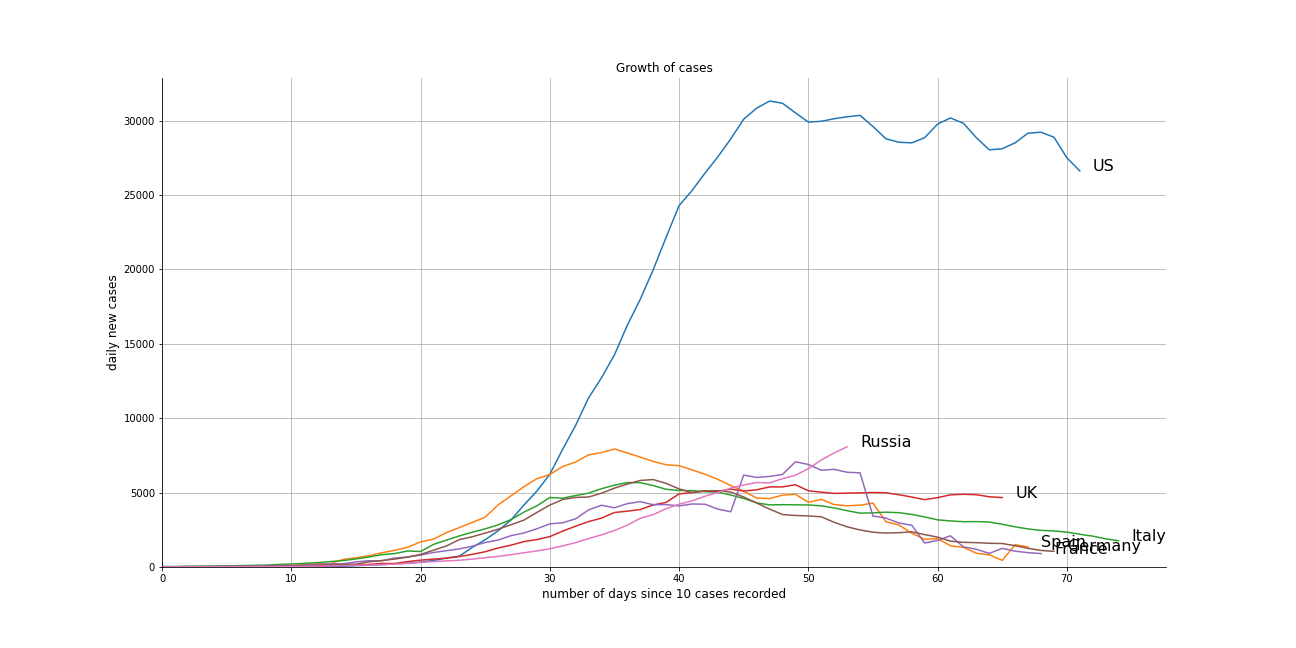 Growth of cases
daily new cases
30000
25000
20000
15000
10000
5000
0
US
Russia
UK
Italy
Spain
Germany
France
0 10 20 30 40 50 60 70
number of days since 10 cases recorded